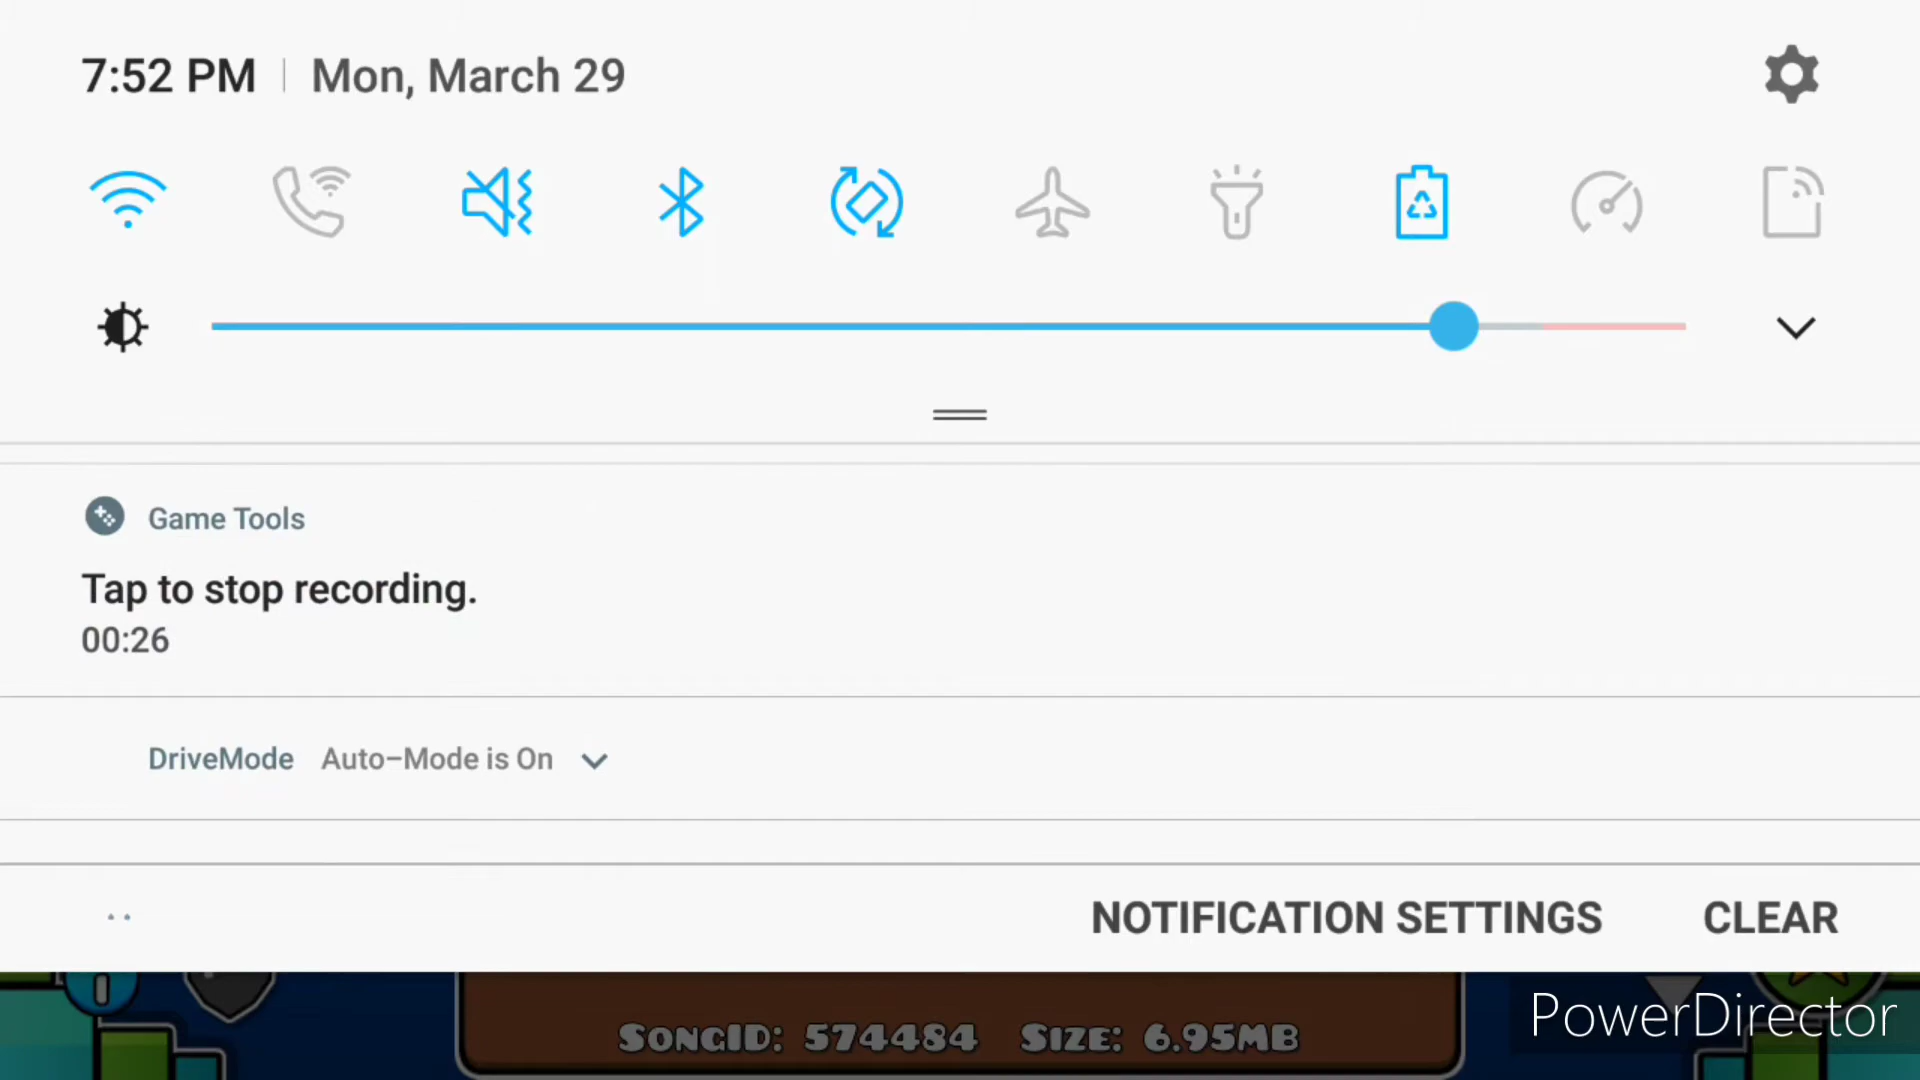 7:52 PM | Mon, March 29
Game Tools
Tap to stop recording.
00:26
DriveMode Auto-Mode is On
NOTIFICATION SETTINGS CLEAR
SongID: 574484 Size: 6.95MB
PowerDirector